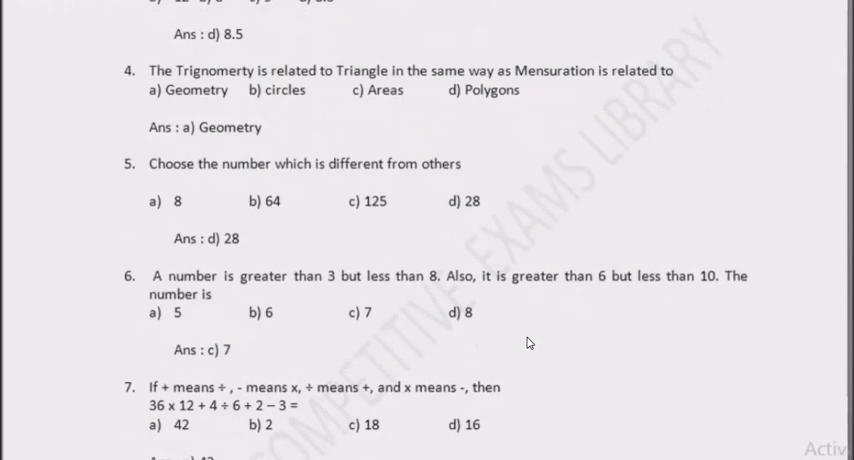 Ans : d) 8.5
4. The Trignomerty is related to Triangle in the same way as Mensuration is related to
a) Geometry b) circles c) Areas d) Polygons
Ans : a) Geometry
5. Choose the number which is different from others
a) 8 b) 64 c) 125 d) 28
Ans : d) 28
6. A number is greater than 3 but less than 8. Also, it is greater than 6 but less than 10. The
number is
a) 5 b) 6 c) 7 d) 8
Ans : c) 7
7. If + means ÷ , - means x, ÷ means +, and x means -, then
36 x 12 + 4 ÷ 6 + 2 – 3 =
a) 42 b) 2 c) 18 d) 16
COMPETITIVE EXAMS LIBRARY
Activ